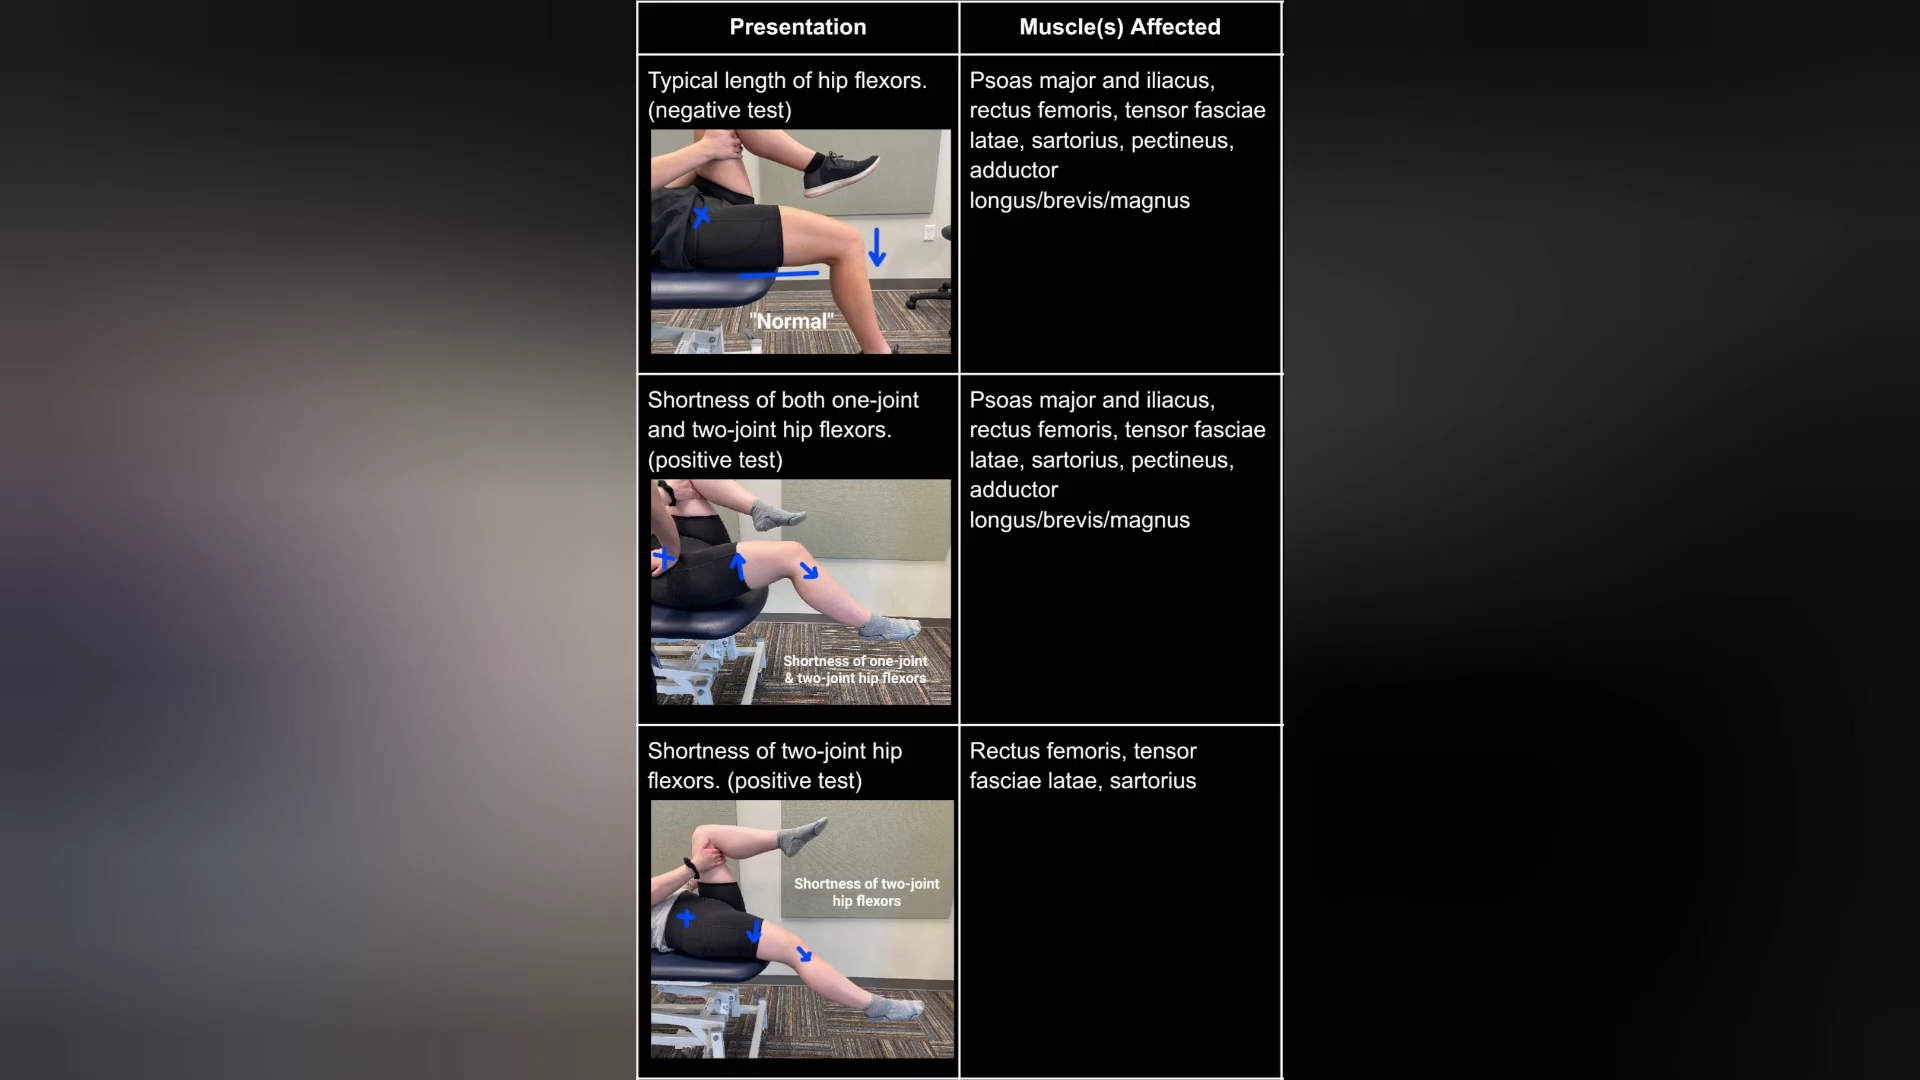 Presentation
Muscle(s) Affected
Typical length of hip flexors.
(negative test)
"Normal"
Psoas major and iliacus,
rectus femoris, tensor fasciae
latae, sartorius, pectineus,
adductor
longus/brevis/magnus
Shortness of both one-joint
and two-joint hip flexors.
(positive test)
Shortness of one-joint
& two-joint hip flexors
Psoas major and iliacus,
rectus femoris, tensor fasciae
latae, sartorius, pectineus,
adductor
longus/brevis/magnus
Shortness of two-joint hip
flexors. (positive test)
Shortness of two-joint
hip flexors
Rectus femoris, tensor
fasciae latae, sartorius